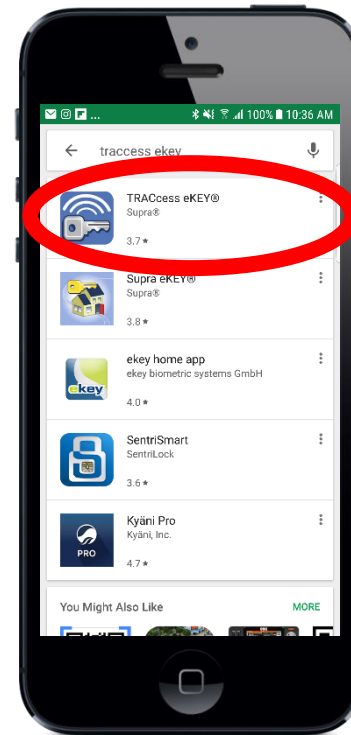 ... 100% 10:36 AM
traccess ekey
TRACcess eKEY®
Supra®
3.7 ★
Supra eKEY®
Supra®
3.8 ★
ekey
ekey home app
ekey biometric systems GmbH
4.0 ★
SentriSmart
SentriLock
3.6 ★
PRO
Kyäni Pro
Kyäni, Inc.
4.7 ★
You Might Also Like MORE